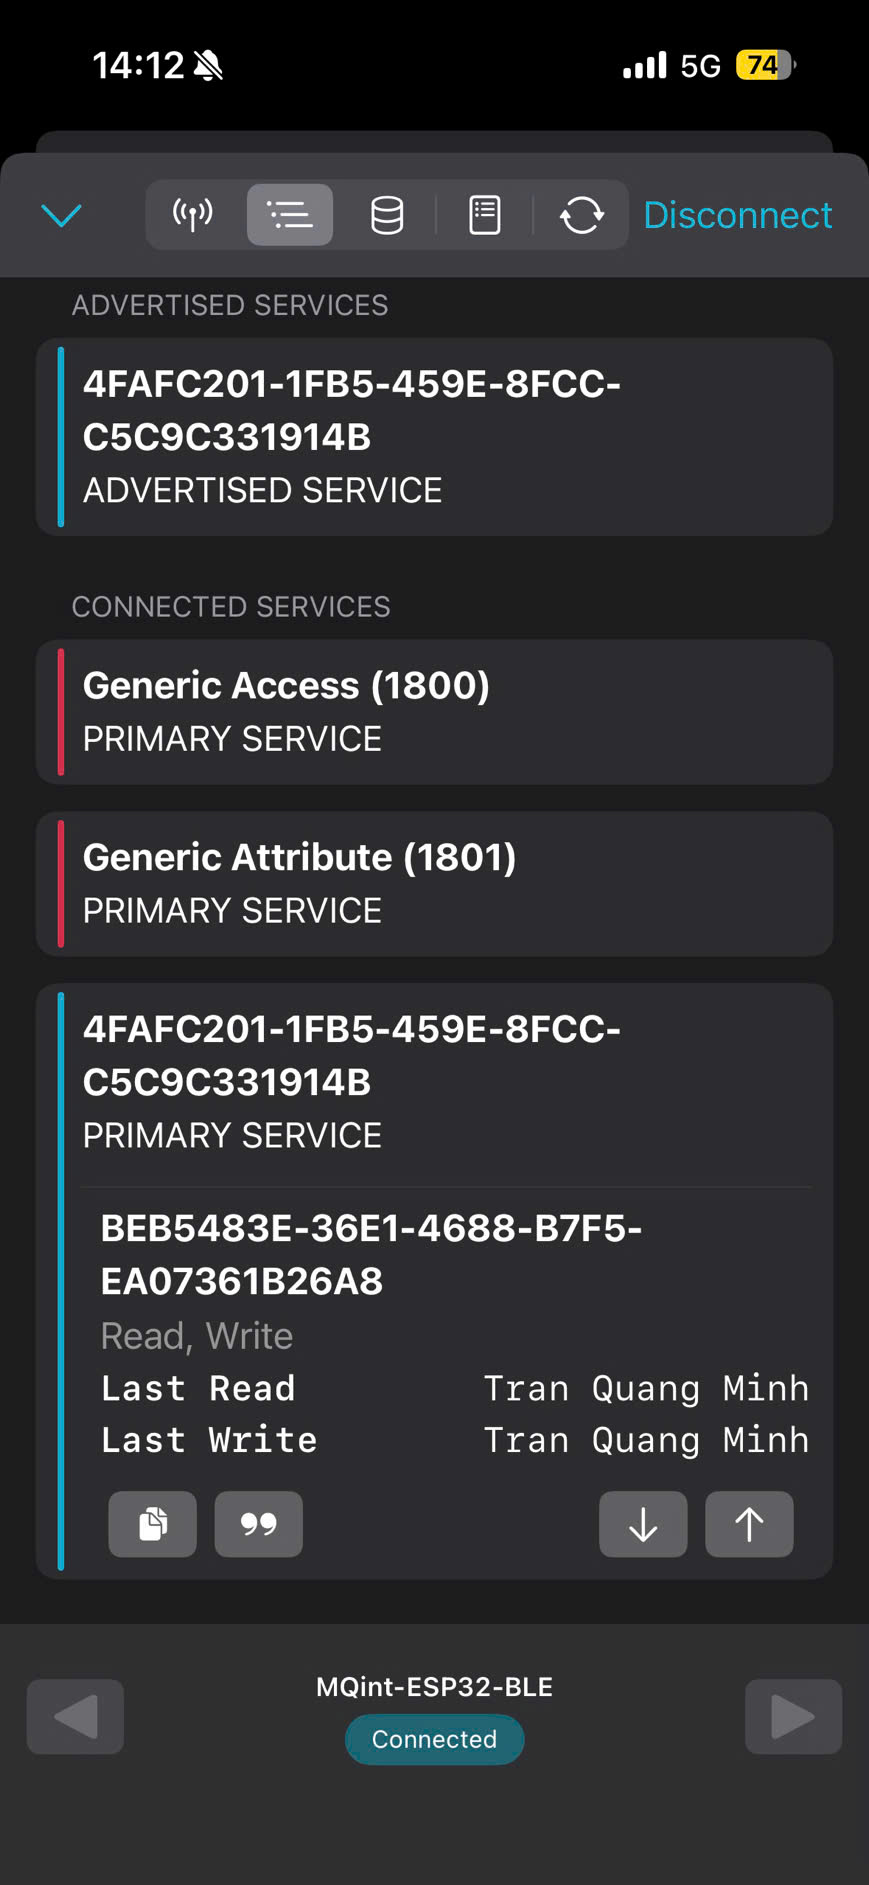 14:12
5G
74
Disconnect
ADVERTISED SERVICES
4FAFC201-1FB5-459E-8FCC-
C5C9C331914B
ADVERTISED SERVICE
CONNECTED SERVICES
Generic Access (1800)
PRIMARY SERVICE
Generic Attribute (1801)
PRIMARY SERVICE
4FAFC201-1FB5-459E-8FCC-
C5C9C331914B
PRIMARY SERVICE
BEB5483E-36E1-4688-B7F5-
EA07361B26A8
Read, Write
Last Read Tran Quang Minh
Last Write Tran Quang Minh
MQint-ESP32-BLE
Connected